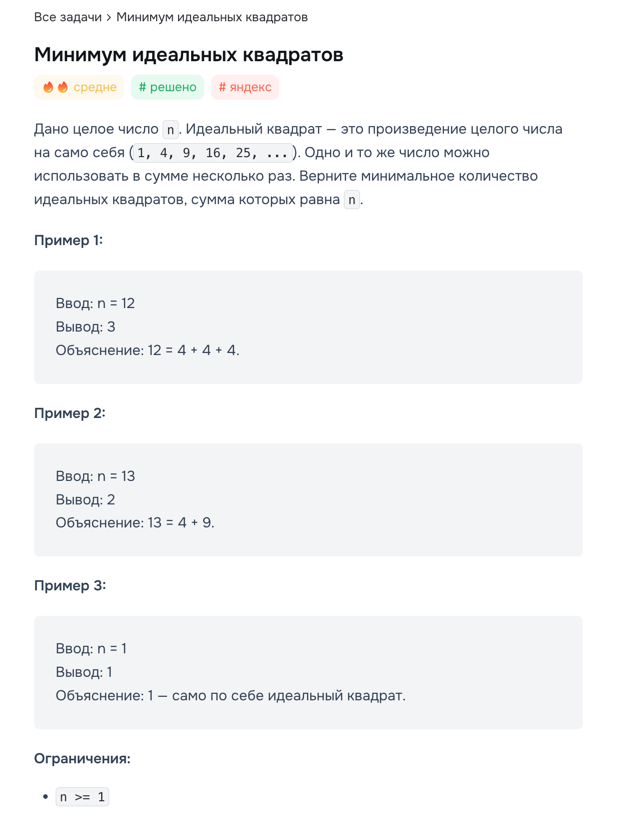 Все задачи › Минимум идеальных квадратов
Минимум идеальных квадратов
🔥🔥 средне # решено # яндекс
Дано целое число n. Идеальный квадрат — это произведение целого числа
на само себя (1, 4, 9, 16, 25, ...). Одно и то же число можно
использовать в сумме несколько раз. Верните минимальное количество
идеальных квадратов, сумма которых равна n.
Пример 1:
Ввод: n = 12
Вывод: 3
Объяснение: 12 = 4 + 4 + 4.
Пример 2:
Ввод: n = 13
Вывод: 2
Объяснение: 13 = 4 + 9.
Пример 3:
Ввод: n = 1
Вывод: 1
Объяснение: 1 — само по себе идеальный квадрат.
Ограничения:
• n >= 1